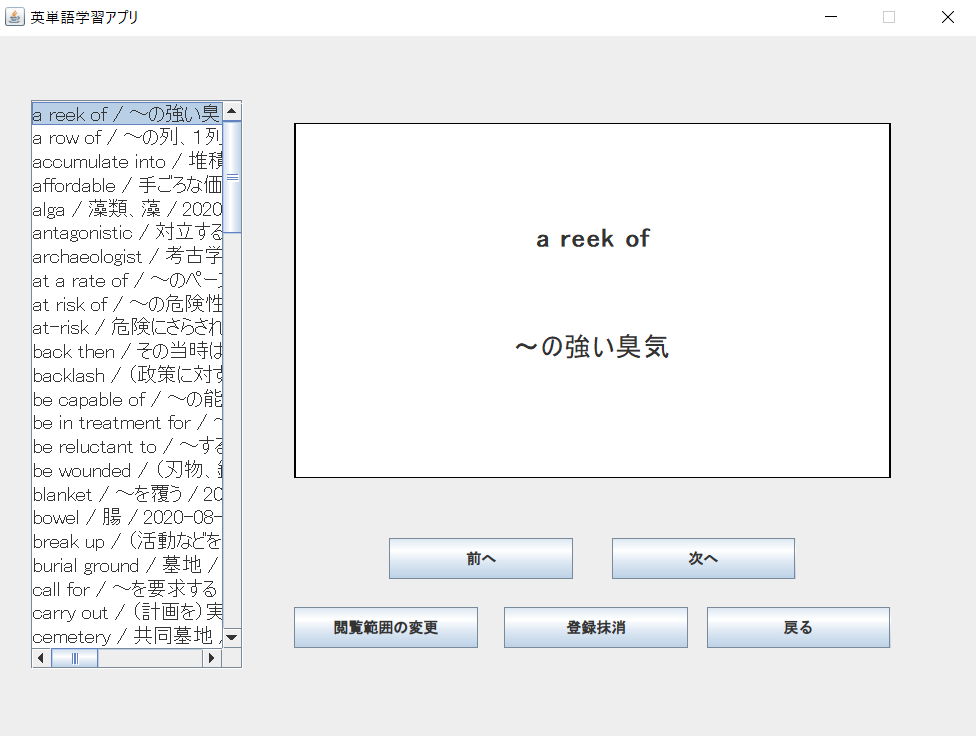 英単語学習アプリ
a reek of / ～の強い臭
a row of / ～の列、1列
accumulate into / 堆積
affordable / 手ごろな価
alga / 藻類、藻 / 2020
antagonistic / 対立する
archaeologist / 考古学
at a rate of / ～のペー
at risk of / ～の危険性
at-risk / 危険にさらされ
back then / その当時は
backlash / （政策に対す
be capable of / ～の能
be in treatment for / ～
be reluctant to / ～する
be wounded / （刃物、
blanket / ～を覆う / 20
bowel / 腸 / 2020-08-
break up / （活動などを
burial ground / 墓地 /
call for / ～を要求する
carry out / （計画を）実
cemetery / 共同墓地 /
a reek of
～の強い臭気
前へ
次へ
閲覧範囲の変更
登録抹消
戻る